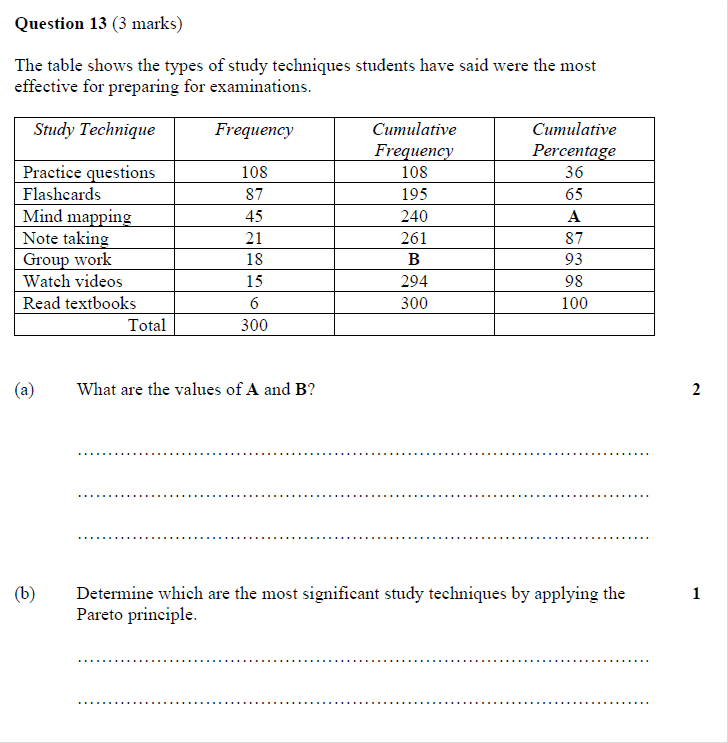 Question 13 (3 marks)
The table shows the types of study techniques students have said were the most
effective for preparing for examinations.
Study Technique Frequency Cumulative Frequency Cumulative Percentage
Practice questions 108 108 36
Flashcards 87 195 65
Mind mapping 45 240 A
Note taking 21 261 87
Group work 18 B 93
Watch videos 15 294 98
Read textbooks 6 300 100
Total 300
(a) What are the values of A and B? 2
(b) Determine which are the most significant study techniques by applying the 1
Pareto principle.